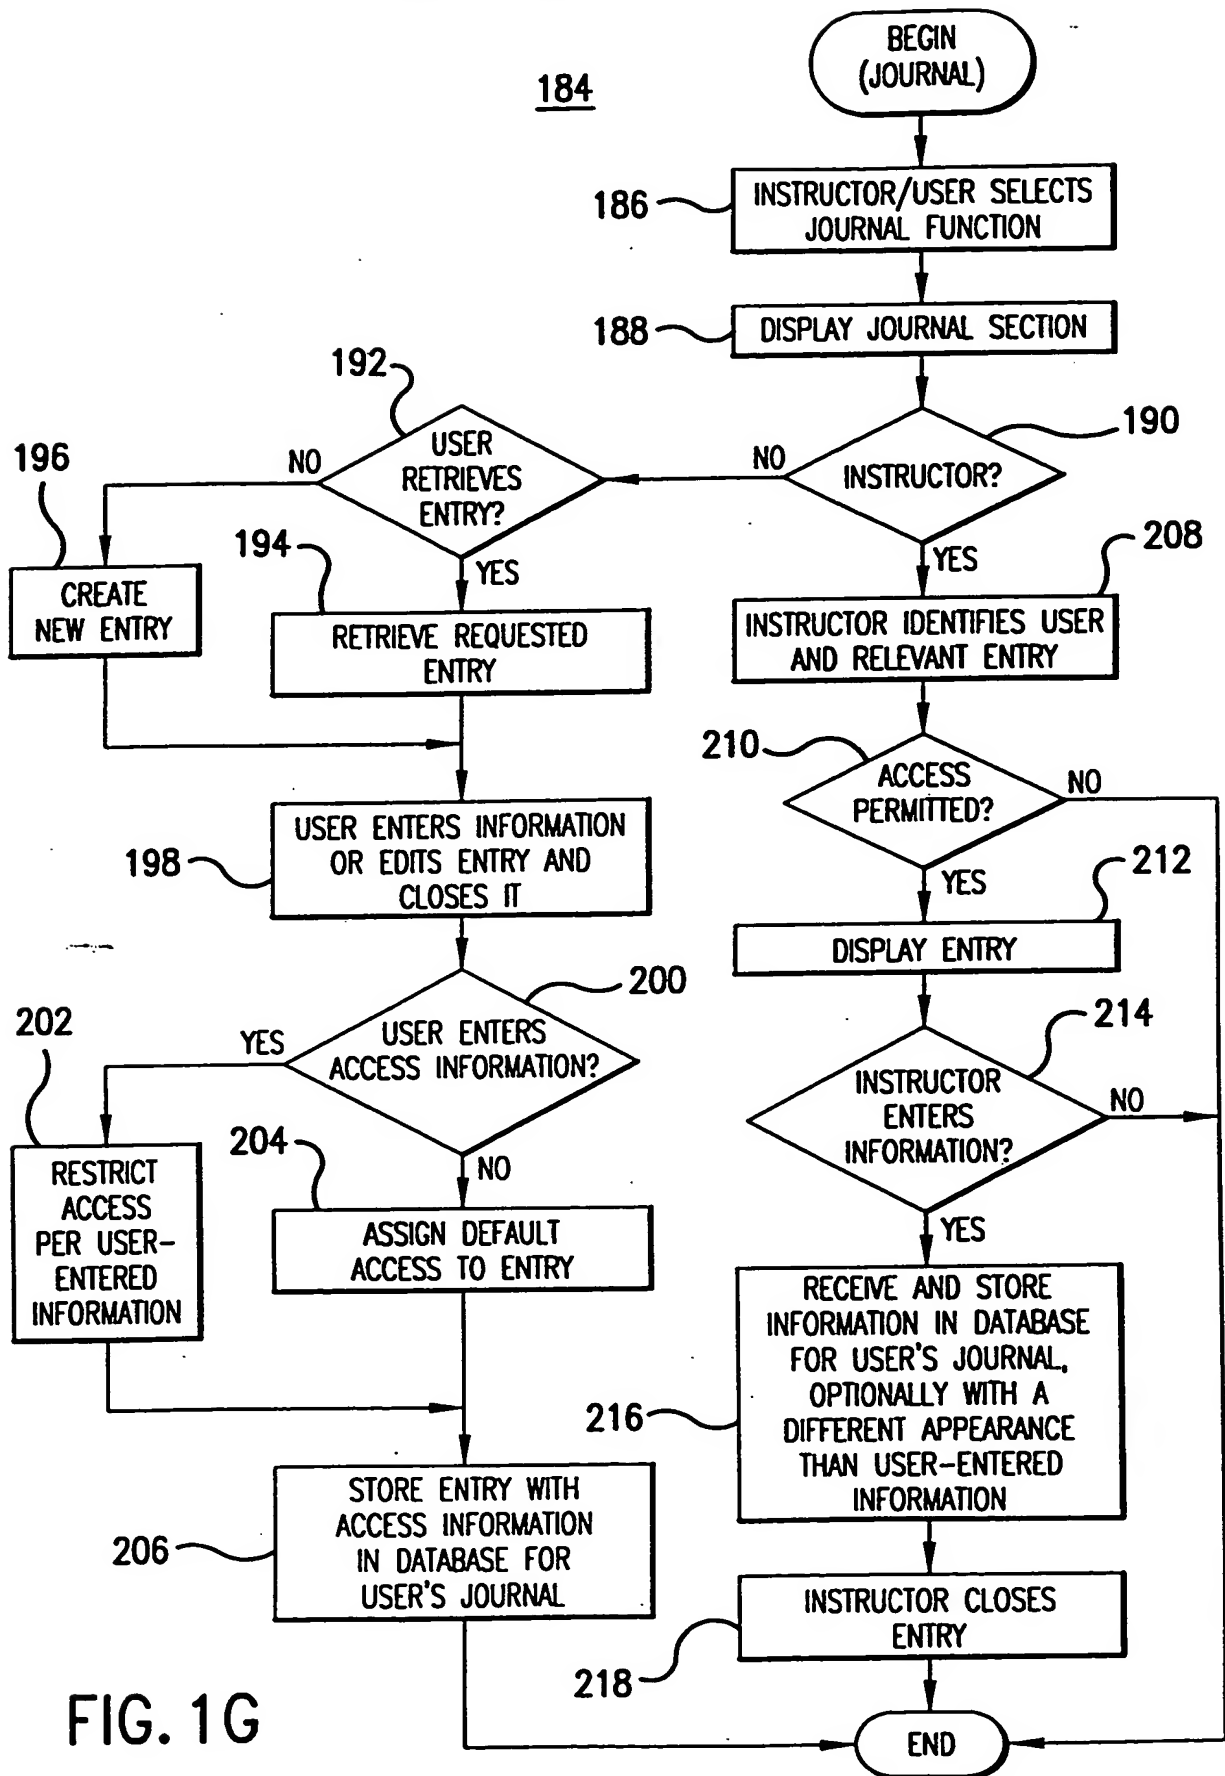 BEGIN
(JOURNAL)
184
186
INSTRUCTOR/USER SELECTS
JOURNAL FUNCTION
188
DISPLAY JOURNAL SECTION
192
190
196
NO
USER
RETRIEVES
ENTRY?
NO
INSTRUCTOR?
194
YES
YES
208
CREATE
NEW ENTRY
RETRIEVE REQUESTED
ENTRY
INSTRUCTOR IDENTIFIES USER
AND RELEVANT ENTRY
210
ACCESS
PERMITTED?
NO
198
USER ENTERS INFORMATION
OR EDITS ENTRY AND
CLOSES IT
YES
212
DISPLAY ENTRY
200
202
YES
USER ENTERS
ACCESS INFORMATION?
214
INSTRUCTOR
ENTERS
INFORMATION?
NO
204
NO
YES
RESTRICT
ACCESS
PER USER-
ENTERED
INFORMATION
ASSIGN DEFAULT
ACCESS TO ENTRY
216
RECEIVE AND STORE
INFORMATION IN DATABASE
FOR USER'S JOURNAL,
OPTIONALLY WITH A
DIFFERENT APPEARANCE
THAN USER-ENTERED
INFORMATION
206
STORE ENTRY WITH
ACCESS INFORMATION
IN DATABASE FOR
USER'S JOURNAL
218
INSTRUCTOR CLOSES
ENTRY
FIG. 1G
END